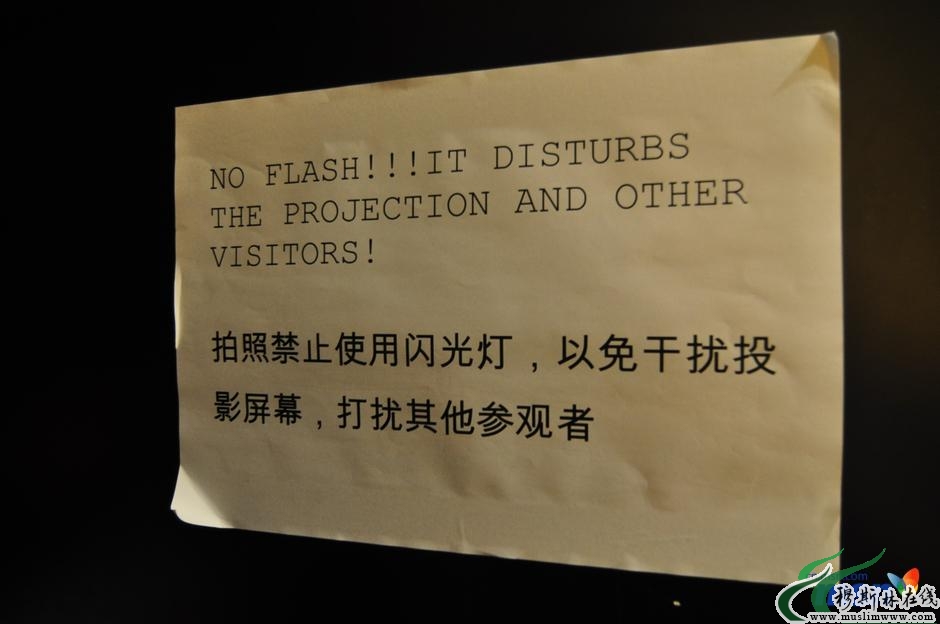 NO FLASH!!!IT DISTURBS
THE PROJECTION AND OTHER
VISITORS!
拍照禁止使用闪光灯，以免干扰投
影屏幕，打扰其他参观者
穆斯林在线
www.muslimwww.com